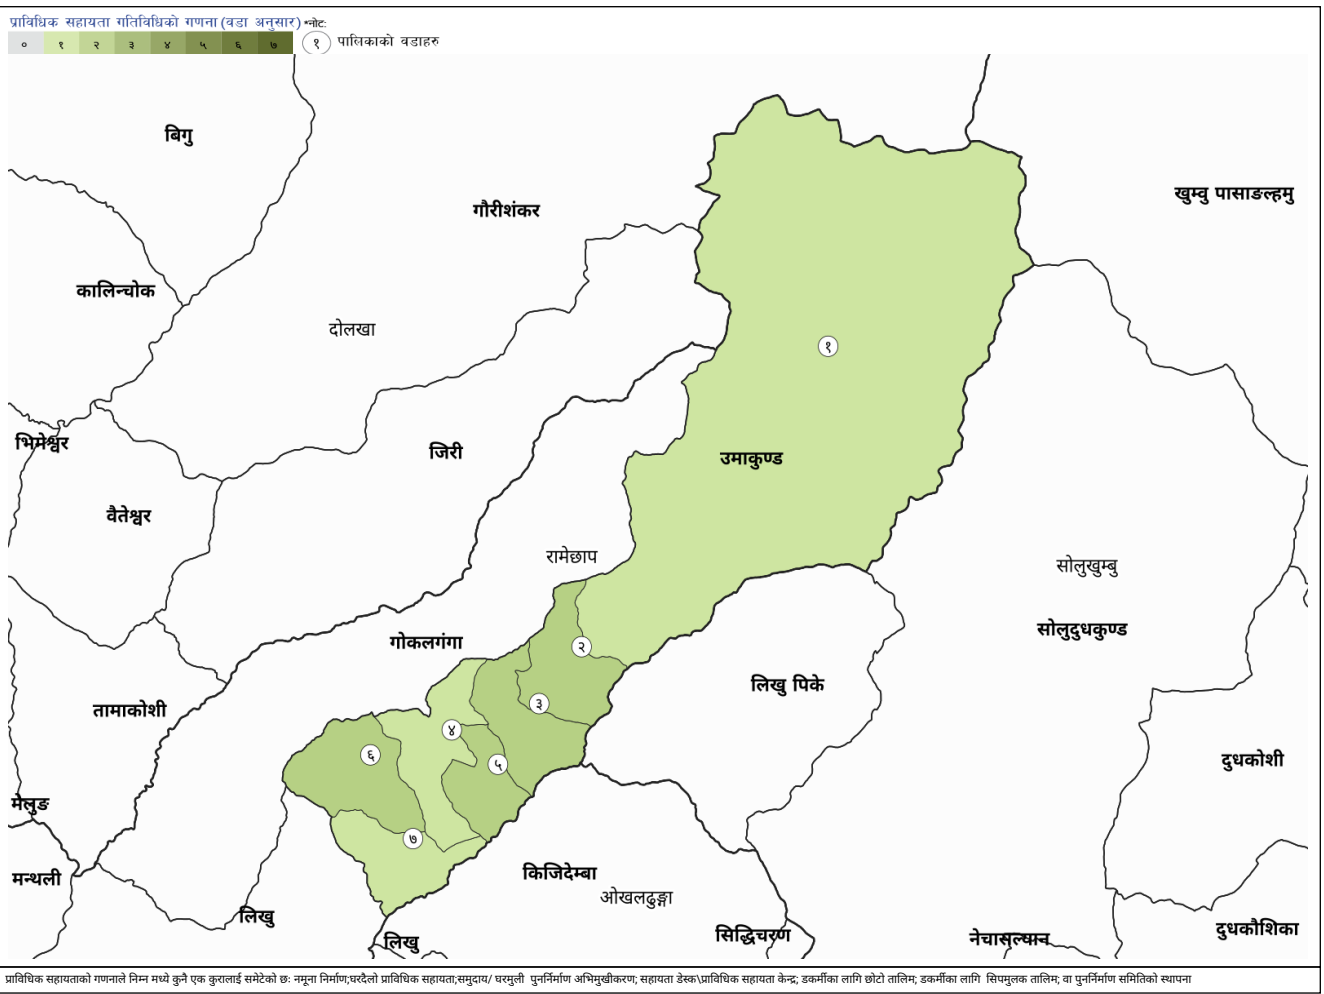 प्राविधिक सहायता गतिविधिको गणना (वडा अनुसार) *नोट:
० १ २ ३ ४ ५ ६ ७ १ पालिकाको वडाहरु
बिगु
गौरीशंकर
खुम्वु पासाङल्हमु
कालिन्चोक
दोलखा
१
भिमेश्वर
जिरी
उमाकुण्ड
वैतेश्वर
रामेछाप
सोलुखुम्बु
सोलुदुधकुण्ड
गोकलगंगा
२
लिखु पिके
३
तामाकोशी
४
६
५
दुधकोशी
मेलुङ
७
मन्थली
किजिदेम्बा
ओखलढुङ्गा
लिखु
लिखु
सिद्धिचरण
नेचासल्यान
दुधकौशिका
प्राविधिक सहायताको गणनाले निम्न मध्ये कुनै एक कुरालाई समेटेको छः नमूना निर्माण;घरदैलो प्राविधिक सहायता;समुदाय/ घरमुली पुनर्निर्माण अभिमुखीकरण; सहायता डेस्क\प्राविधिक सहायता केन्द्र; डकर्मीका लागि छोटो तालिम; डकर्मीका लागि सिपमुलक तालिम; वा पुनर्निर्माण समितिको स्थापना